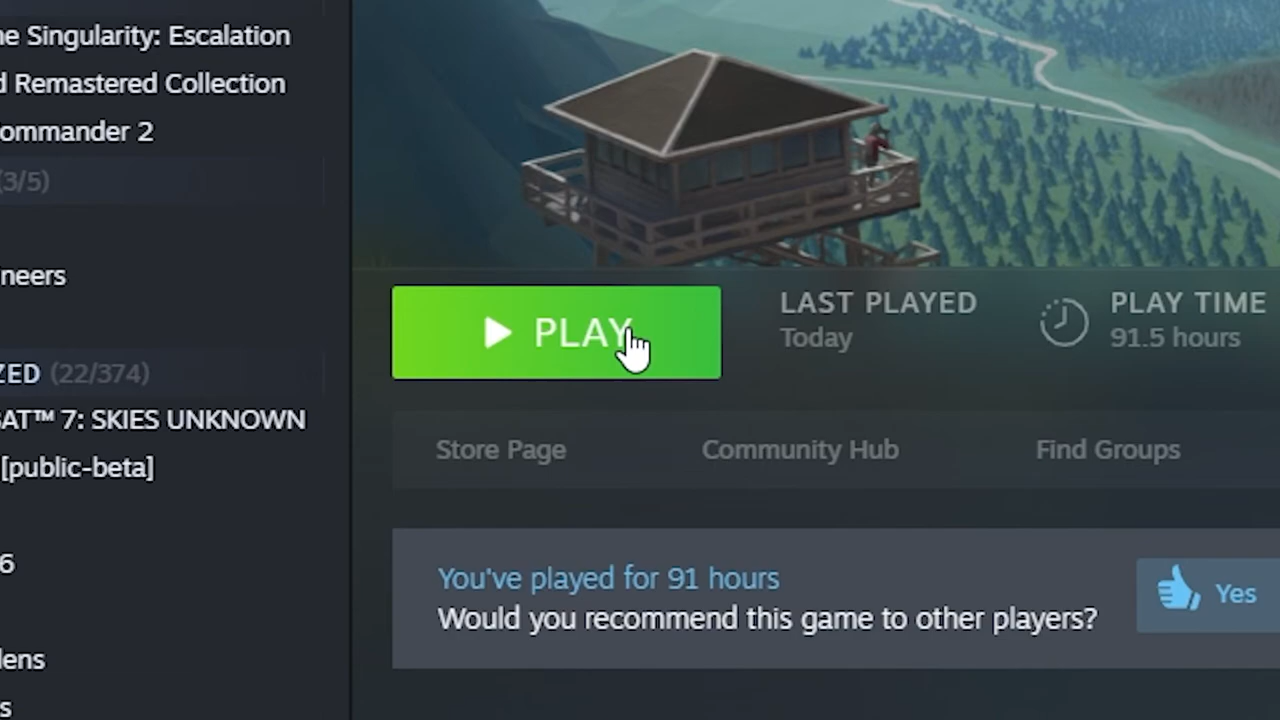 ne Singularity: Escalation
d Remastered Collection
ommander 2
(3/5)
neers
ZED (22/374)
BAT™ 7: SKIES UNKNOWN
[public-beta]
6
lens
s
PLAY
LAST PLAYED
Today
PLAY TIME
91.5 hours
Store Page
Community Hub
Find Groups
You've played for 91 hours
Would you recommend this game to other players?
Yes